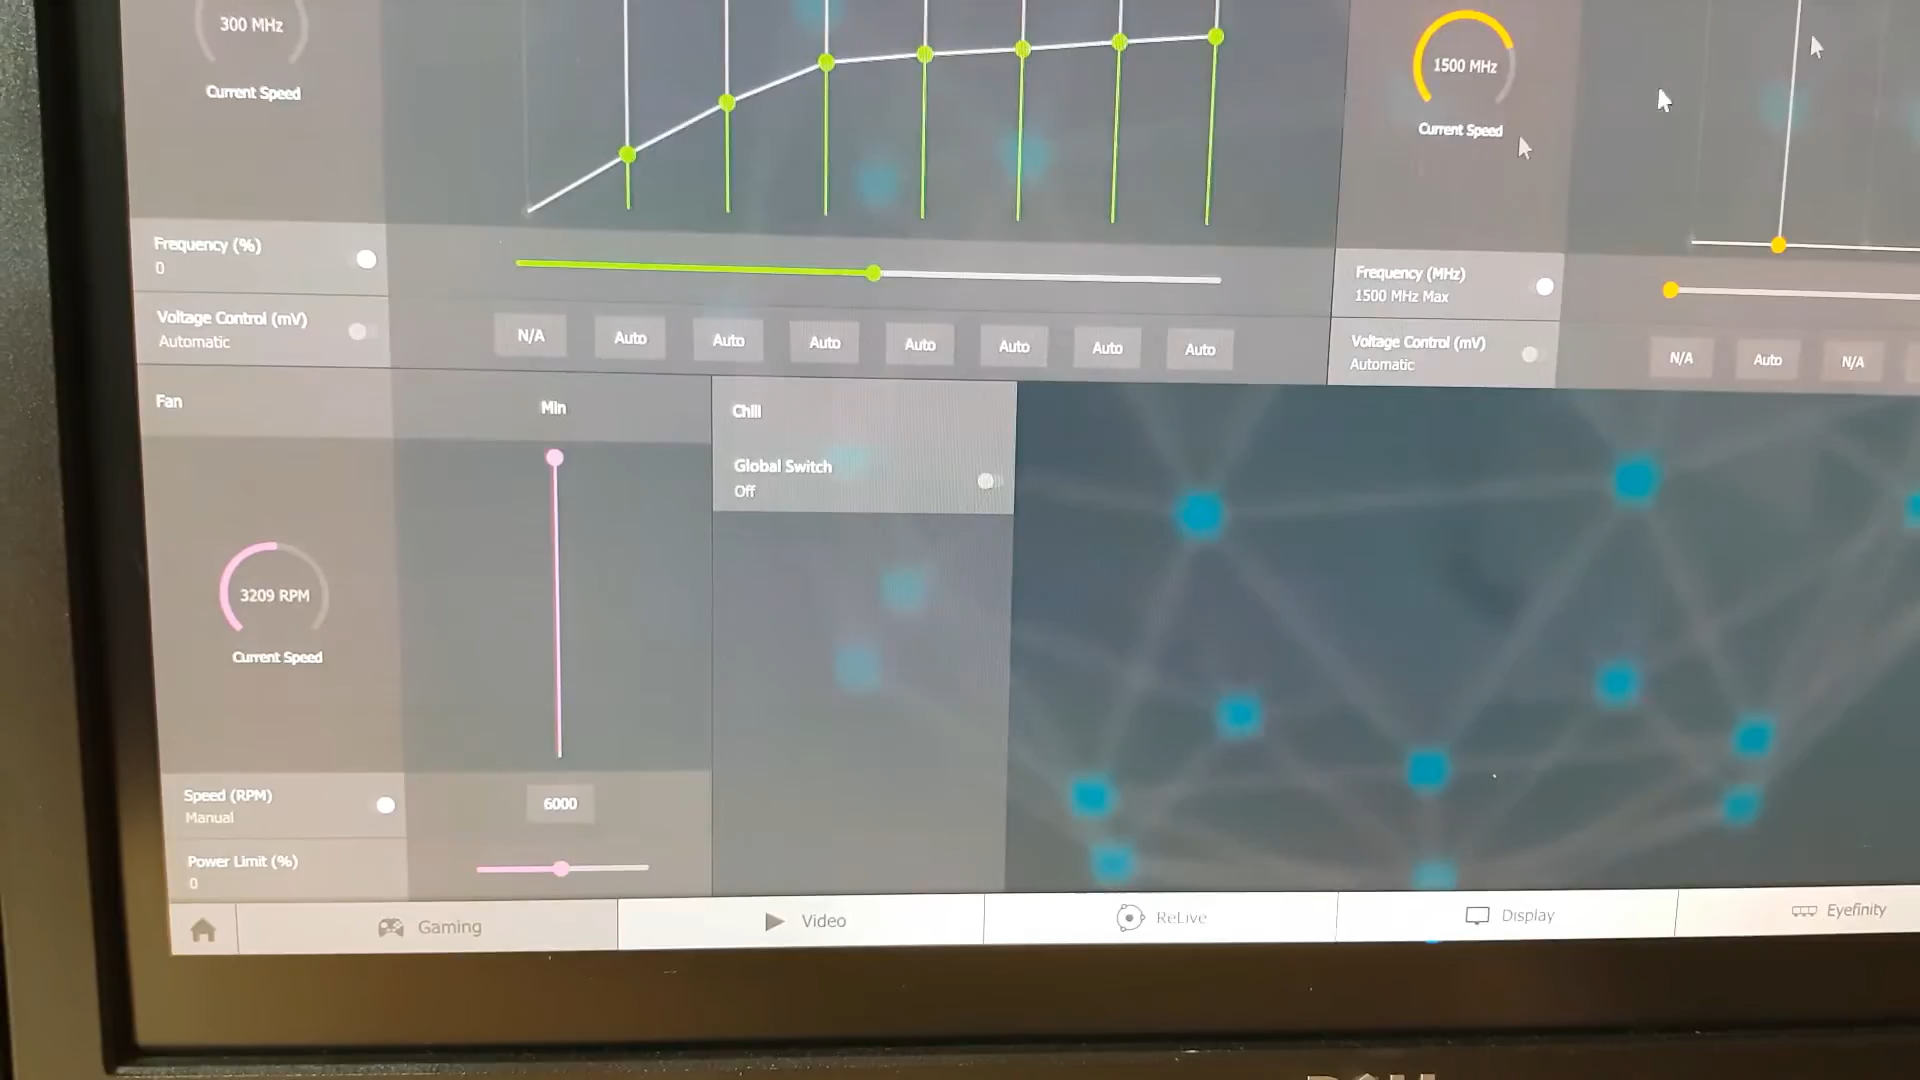 300 MHz
Current Speed
1500 MHz
Current Speed
Frequency (%)
0
Voltage Control (mV)
Automatic
N/A
Auto
Auto
Auto
Auto
Auto
Auto
Auto
Frequency (MHz)
1500 MHz Max
Voltage Control (mV)
Automatic
N/A
Auto
N/A
Fan
Min
3209 RPM
Current Speed
Speed (RPM)
Manual
6000
Power Limit (%)
0
Chill
Global Switch
Off
Gaming
Video
ReLive
Display
Eyefinity